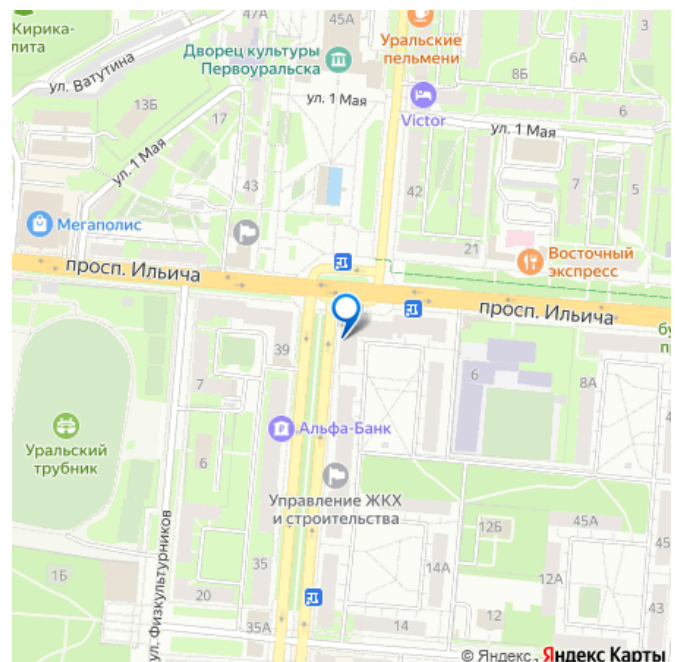 47А
45А
Кирика-
лита
Дворец культуры
Первоуральска
Уральские
пельмени
6А
8Б
ул. Ватутина
13Б
ул. 1 Мая
6
17
Victor
ул. 1 Мая
ул. 1 Мая
43
42
7
5
Мегаполис
21
Восточный
экспресс
просп. Ильича
просп. Ильича
39
7
6
8А
Альфа-Банк
Уральский
трубник
6
Управление ЖКХ
и строительства
ул. Физкультурников
12Б
45А
35
1Б
14А
12А
20
43
12
35А
14
© Яндекс Яндекс Карты